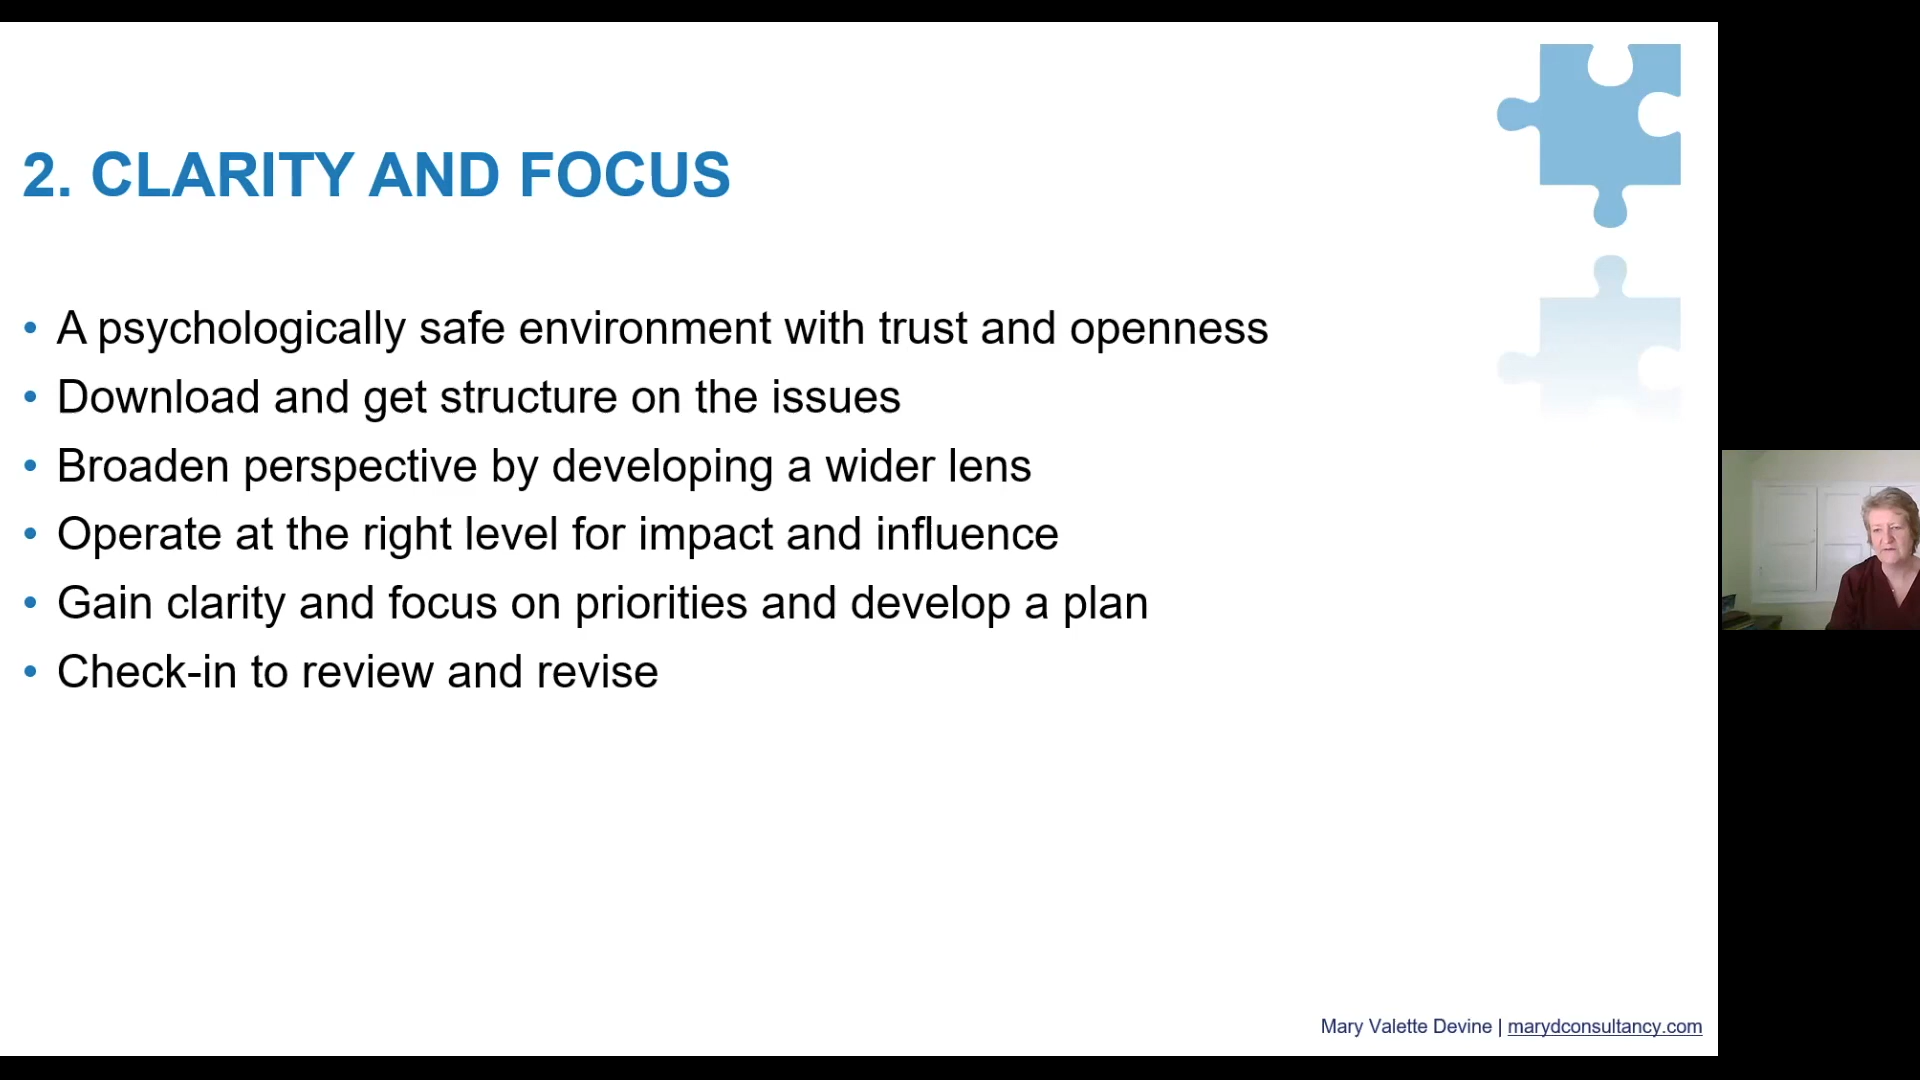 2. CLARITY AND FOCUS
• A psychologically safe environment with trust and openness
• Download and get structure on the issues
• Broaden perspective by developing a wider lens
• Operate at the right level for impact and influence
• Gain clarity and focus on priorities and develop a plan
• Check-in to review and revise
Mary Valette Devine | marydconsultancy.com